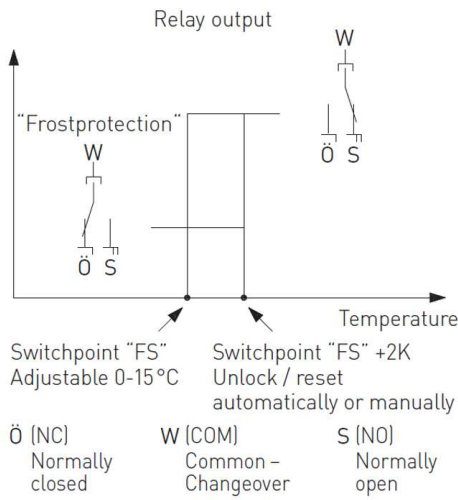 Relay output
W
Ö S
"Frostprotection"
W
Ö S
Temperature
Switchpoint "FS"
Adjustable 0-15°C
Switchpoint "FS" +2K
Unlock / reset
automatically or manually
Ö (NC)
Normally
closed
W (COM)
Common –
Changeover
S (NO)
Normally
open